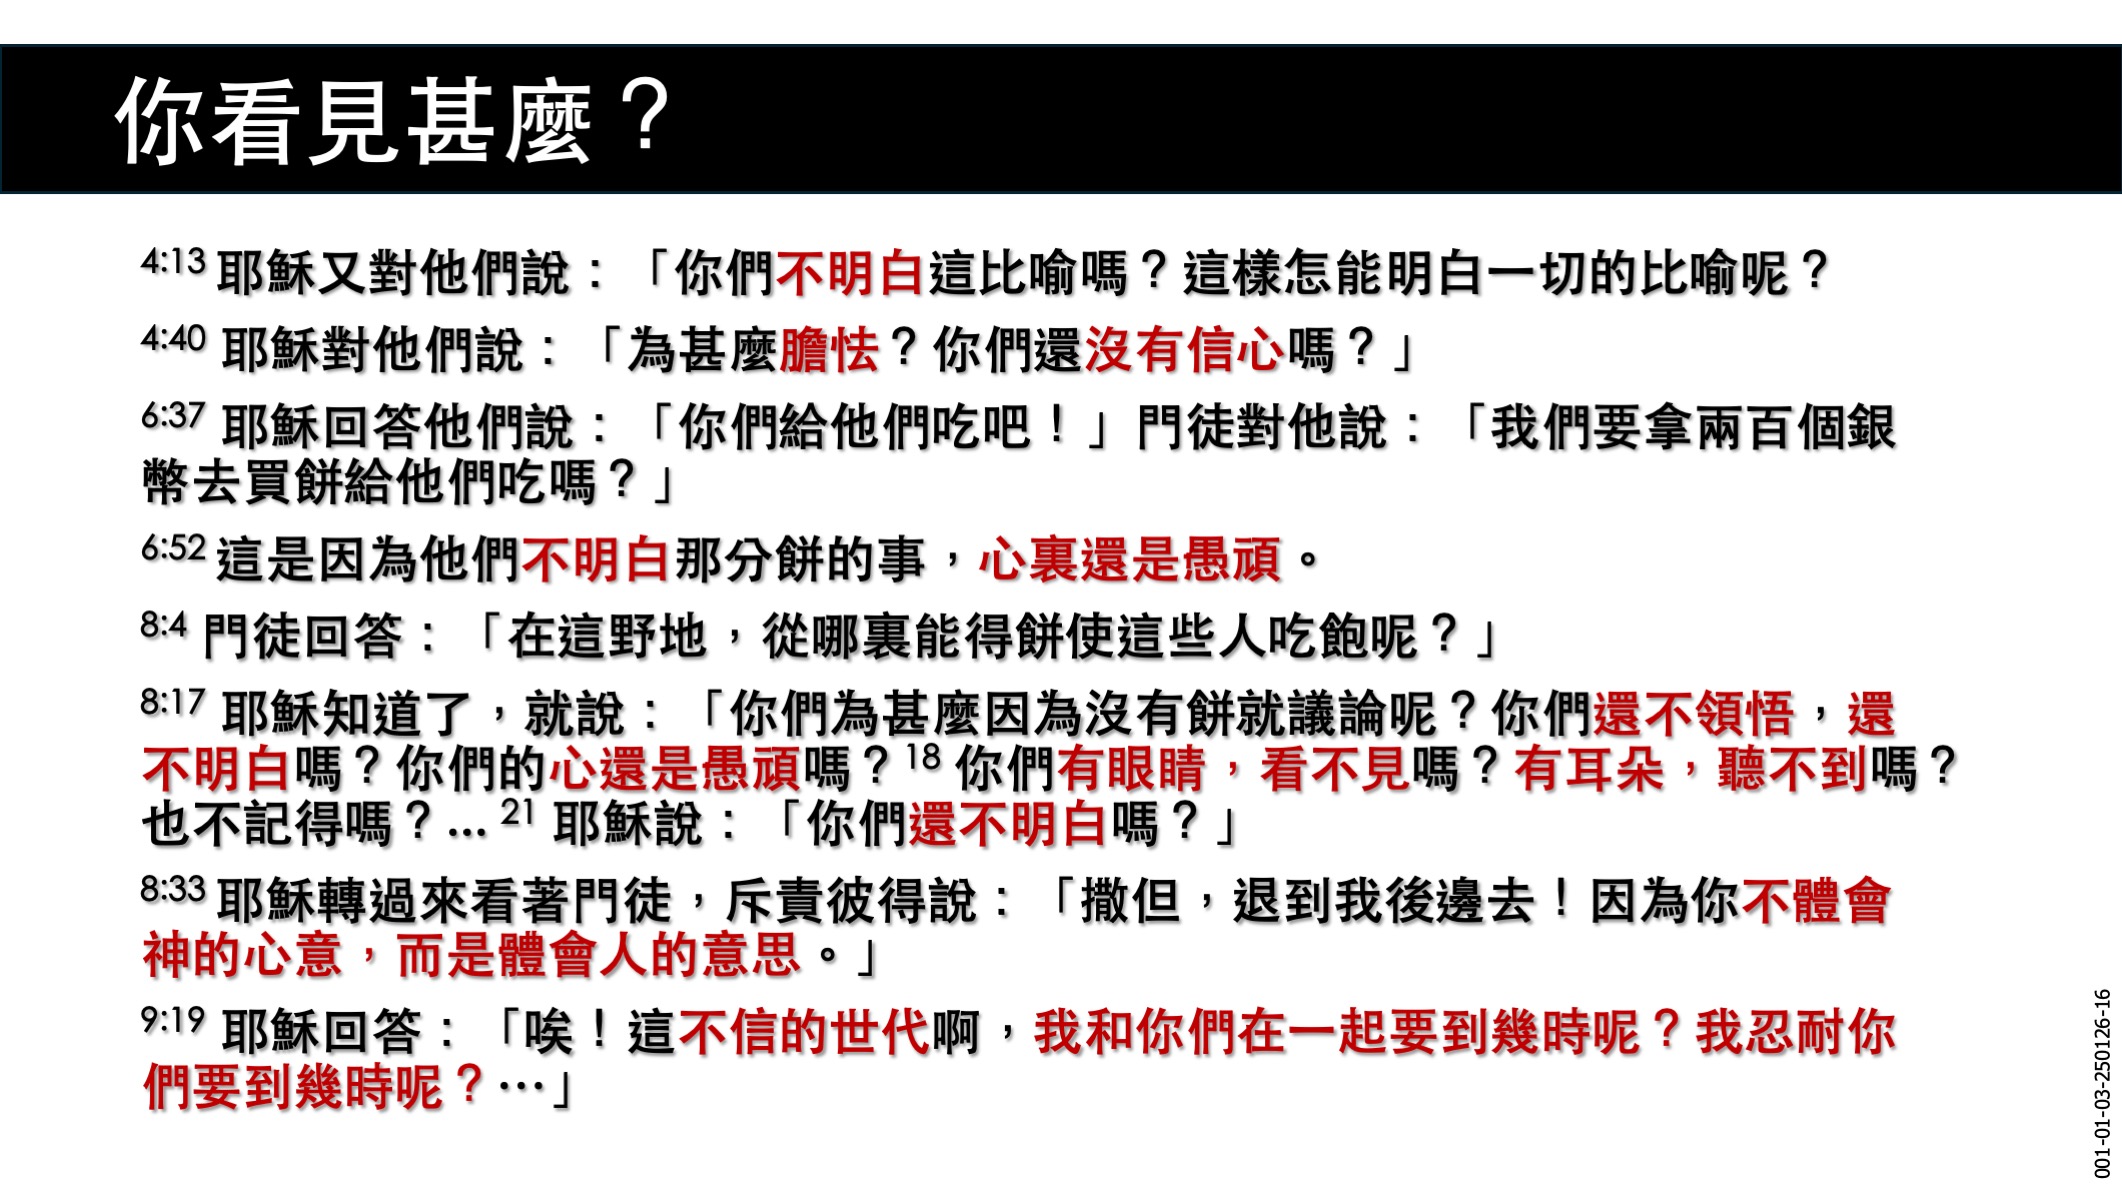 你看見甚麼？
4:13 耶穌又對他們說：「你們不明白這比喻嗎？這樣怎能明白一切的比喻呢？
4:40 耶穌對他們說：「為甚麼膽怯？你們還沒有信心嗎？」
6:37 耶穌回答他們說：「你們給他們吃吧！」門徒對他說：「我們要拿兩百個銀
幣去買餅給他們吃嗎？」
6:52 這是因為他們不明白那分餅的事，心裏還是愚頑。
8:4 門徒回答：「在這野地，從哪裏能得餅使這些人吃飽呢？」
8:17 耶穌知道了，就說：「你們為甚麼因為沒有餅就議論呢？你們還不領悟，還
不明白嗎？你們的心還是愚頑嗎？18 你們有眼睛，看不見嗎？有耳朵，聽不到嗎？
也不記得嗎？... 21 耶穌說：「你們還不明白嗎？」
8:33 耶穌轉過來看著門徒，斥責彼得說：「撒但，退到我後邊去！因為你不體會
神的心意，而是體會人的意思。」
9:19 耶穌回答：「唉！這不信的世代啊，我和你們在一起要到幾時呢？我忍耐你
們要到幾時呢？…」
001-01-03-250126-16